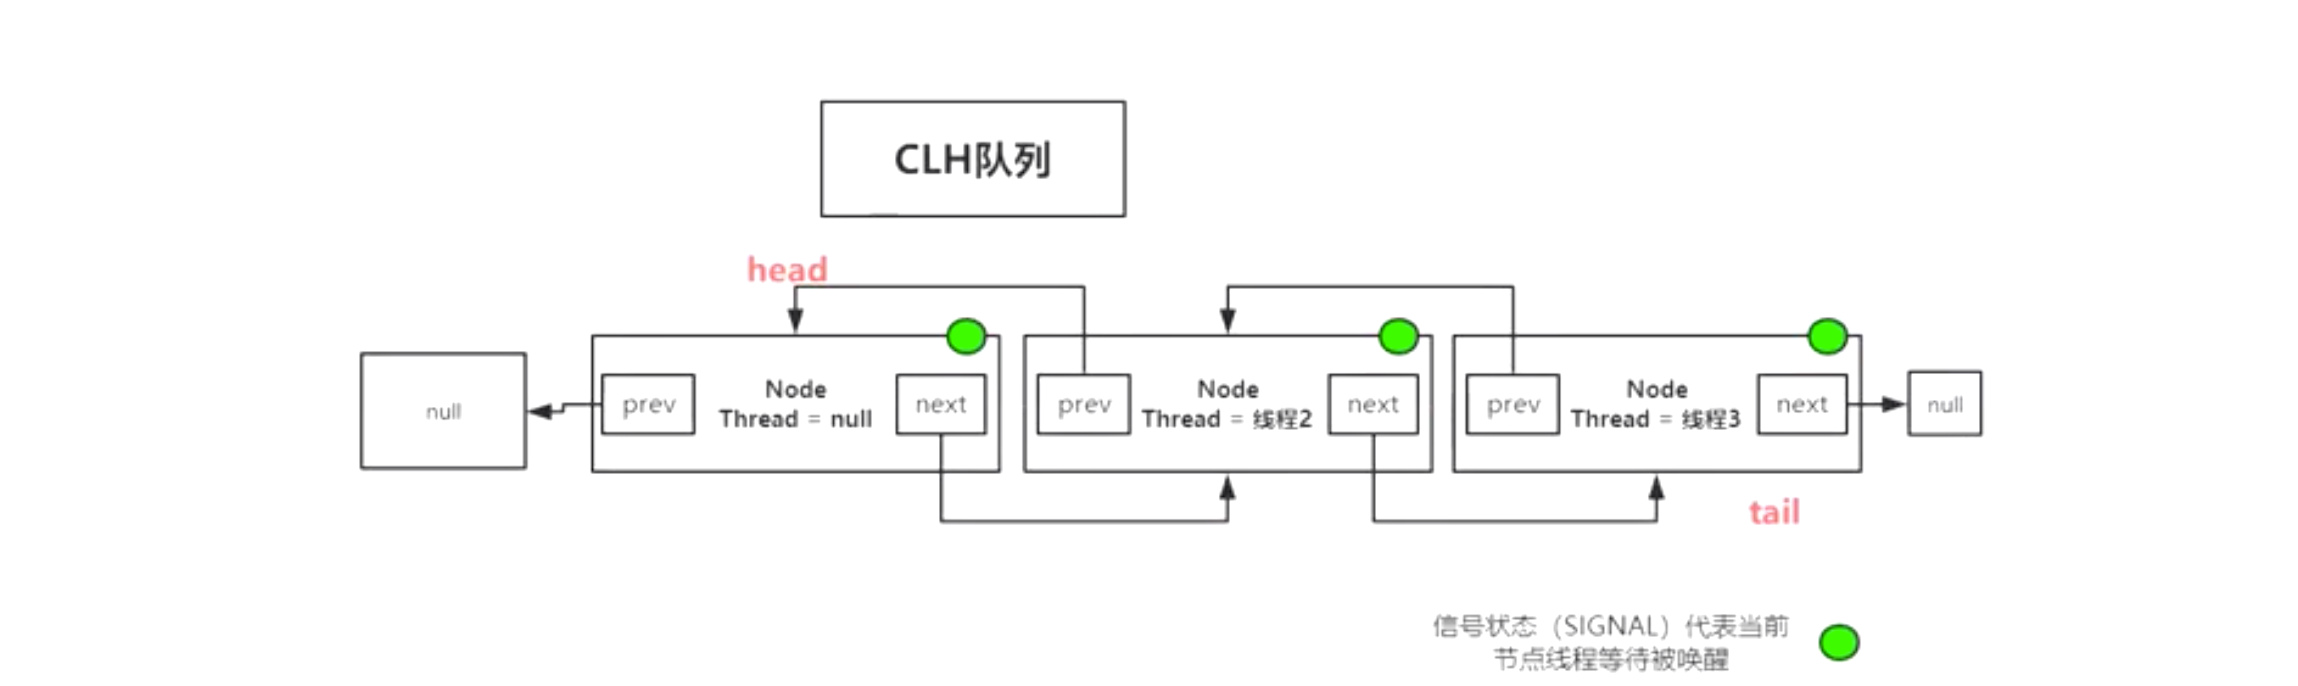 CLH队列
head
null
prev
Node
Thread = null
next
prev
Node
Thread = 线程2
next
prev
Node
Thread = 线程3
next
null
tail
信号状态（SIGNAL）代表当前
节点线程等待被唤醒